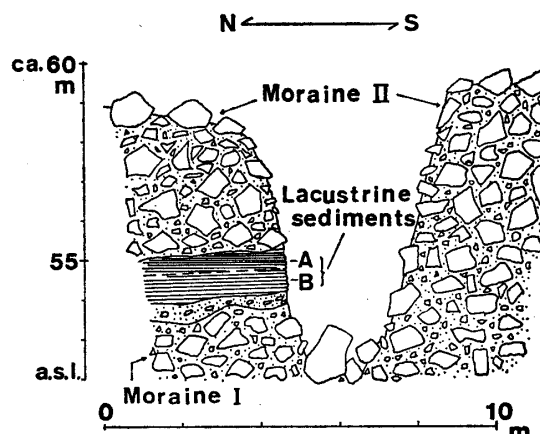 N S
ca.60
m
Moraine II
Lacustrine
sediments
55
A
B
a.s.l.
Moraine I
0 10
m